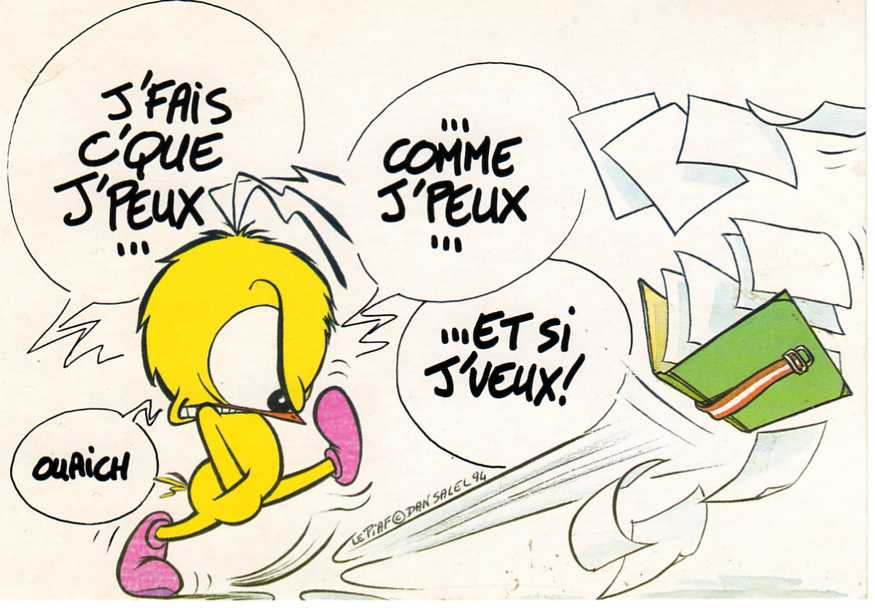 J'FAIS
C'QUE
J'PEUX
...
...
COMME
J'PEUX
...
...ET SI
J'VEUX!
OUAICH
LE PIAF © DAN SALEL 94